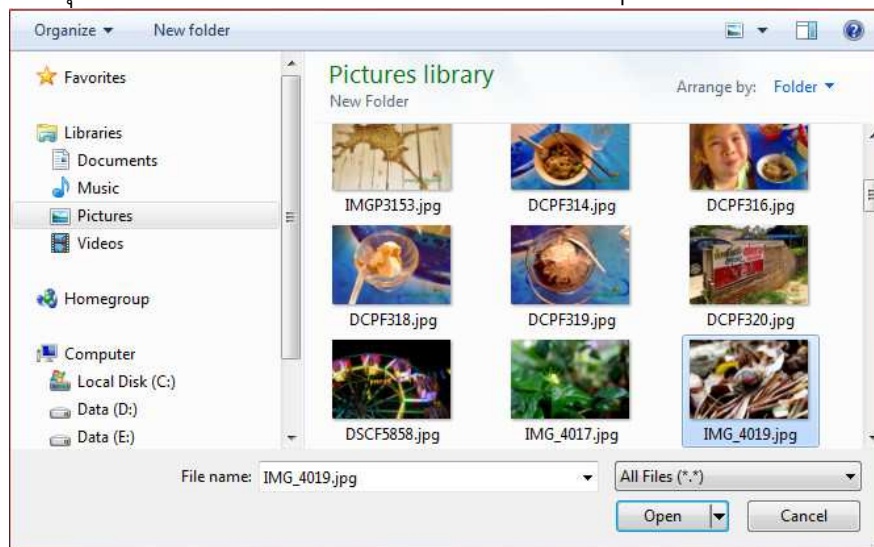 Organize New folder
Favorites
Libraries
Documents
Music
Pictures
Videos
Homegroup
Computer
Local Disk (C:)
Data (D:)
Data (E:)
Pictures library
New Folder
Arrange by: Folder
IMGP3153.jpg DCPF314.jpg DCPF316.jpg
DCPF318.jpg DCPF319.jpg DCPF320.jpg
DSCF5858.jpg IMG_4017.jpg IMG_4019.jpg
File name: IMG_4019.jpg All Files (*.*)
Open Cancel